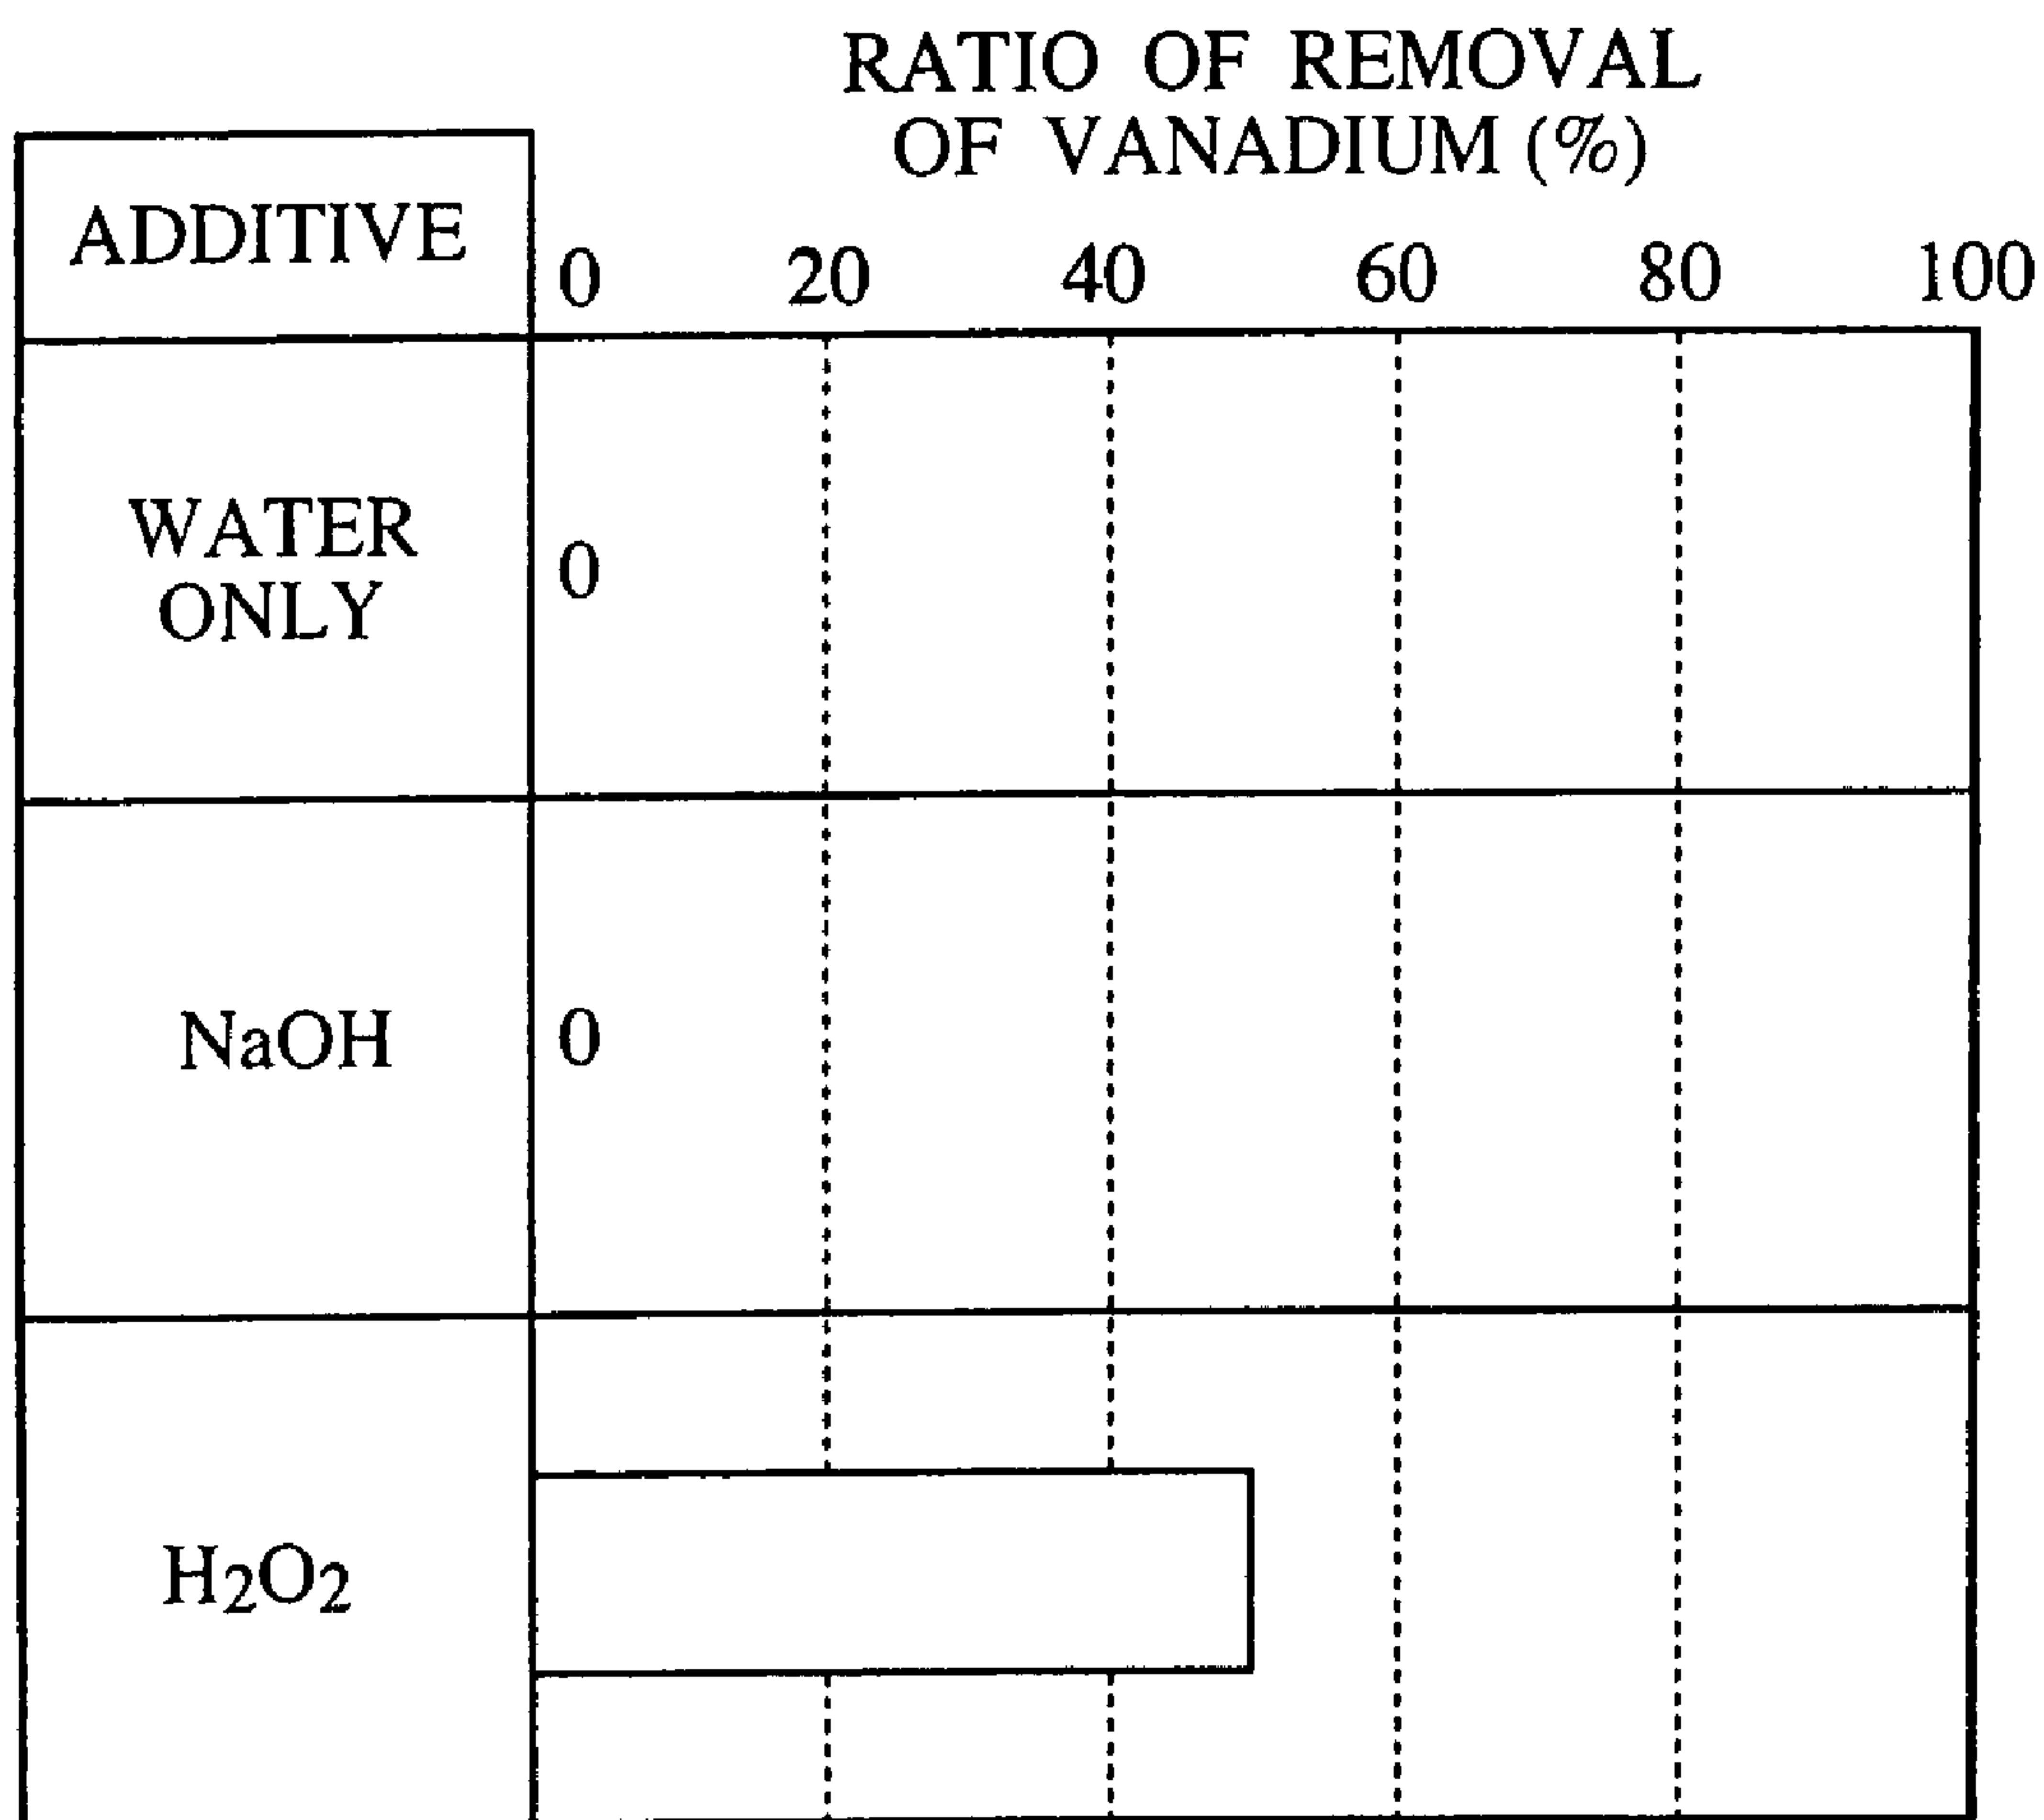 RATIO OF REMOVAL
OF VANADIUM (%)
ADDITIVE
0 20 40 60 80 100
WATER
ONLY
0
NaOH 0
H₂O₂